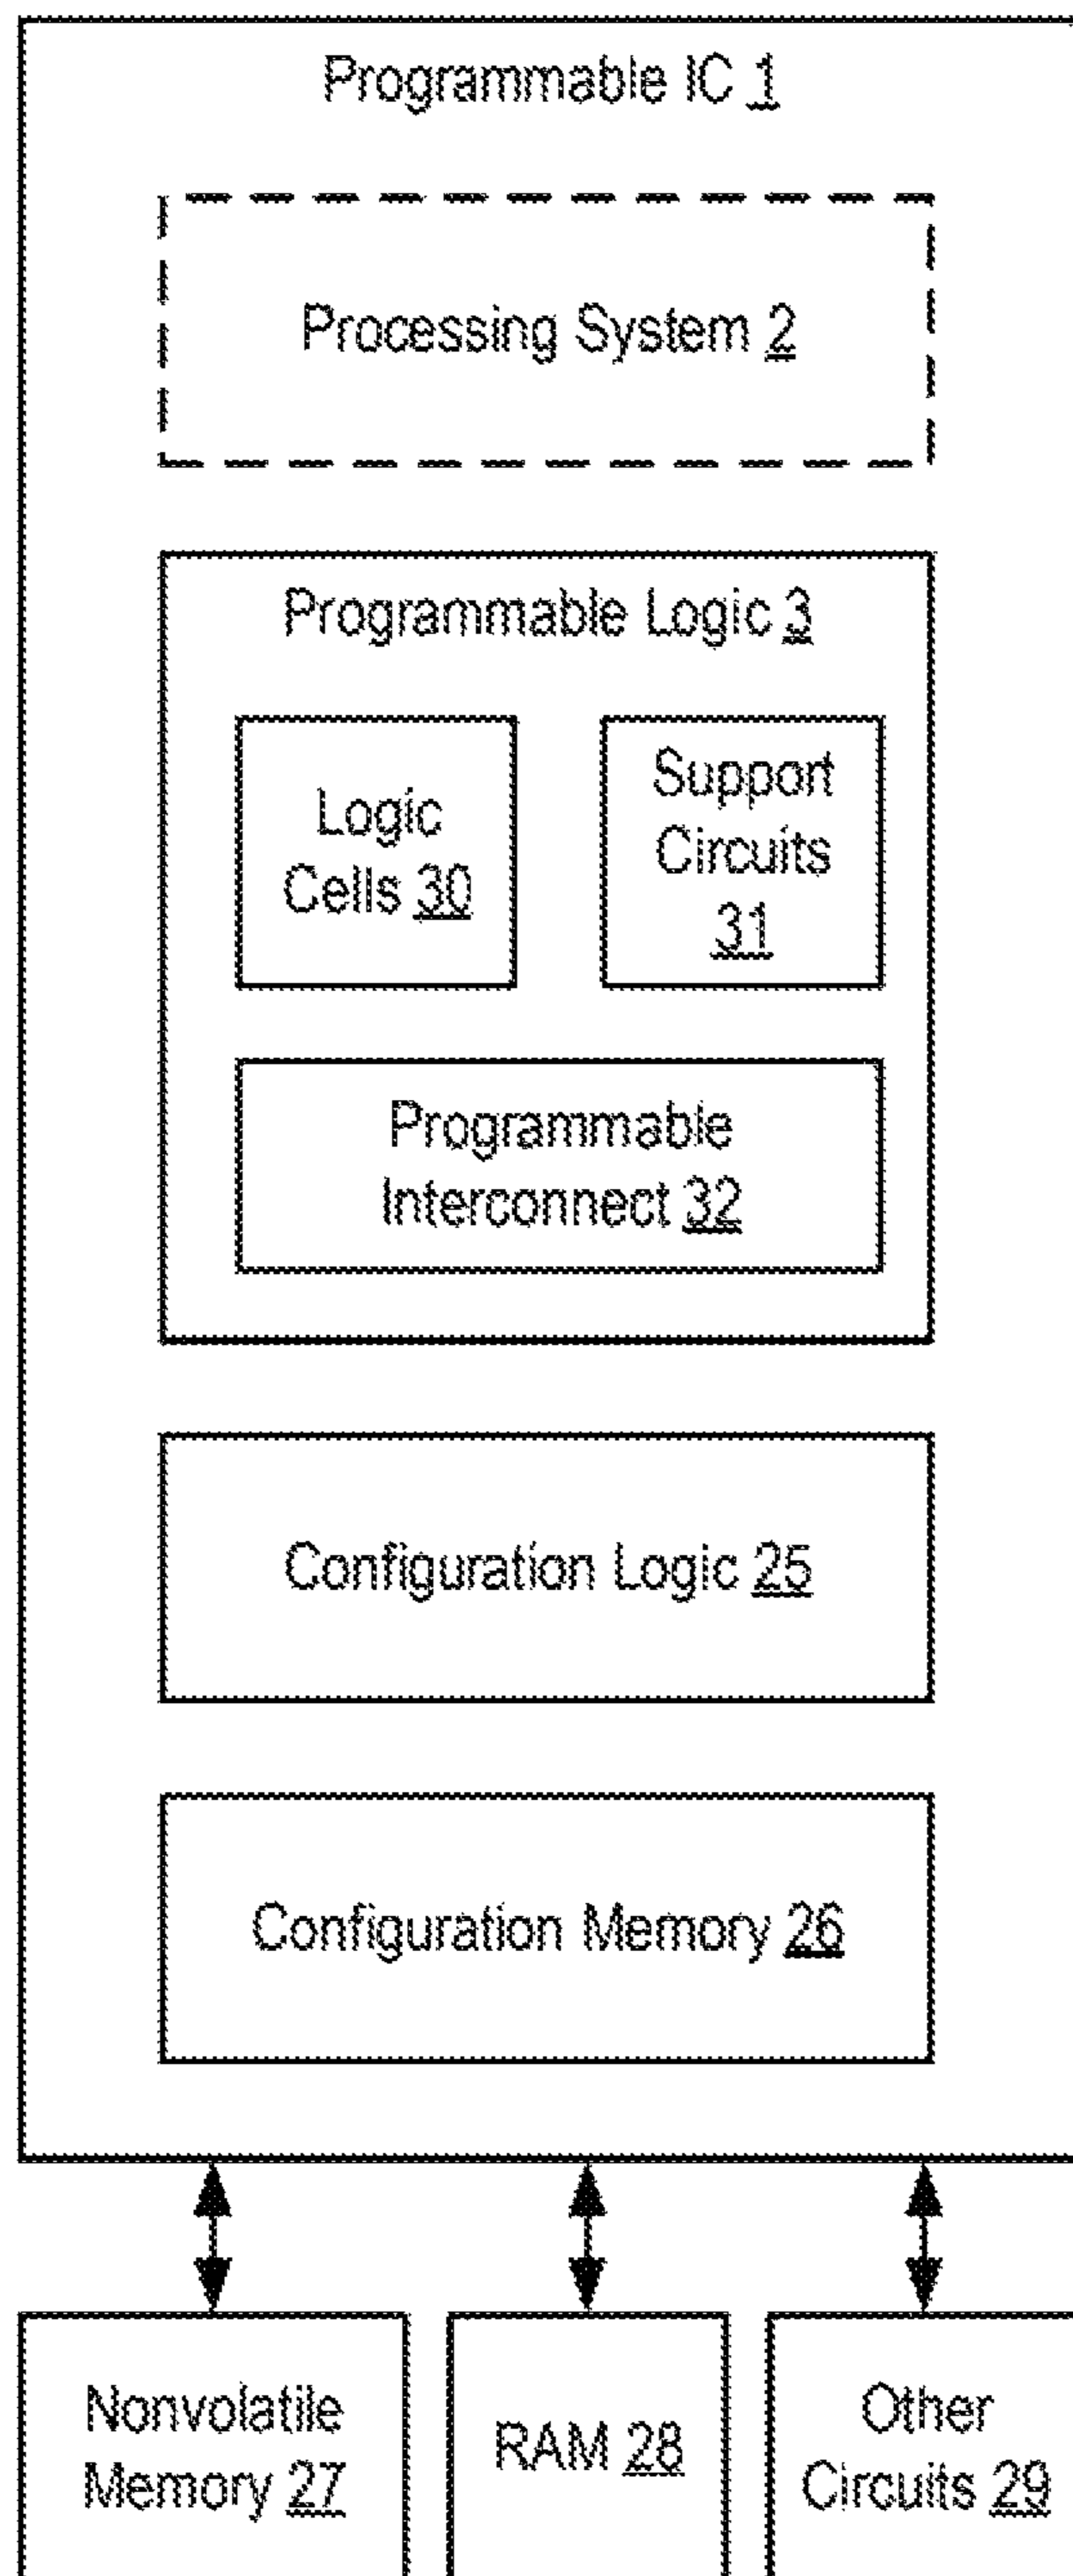 Programmable IC 1
Processing System 2
Programmable Logic 3
Logic
Cells 30
Support
Circuits
31
Programmable
Interconnect 32
Configuration Logic 25
Configuration Memory 26
Nonvolatile
Memory 27
RAM 28
Other
Circuits 29